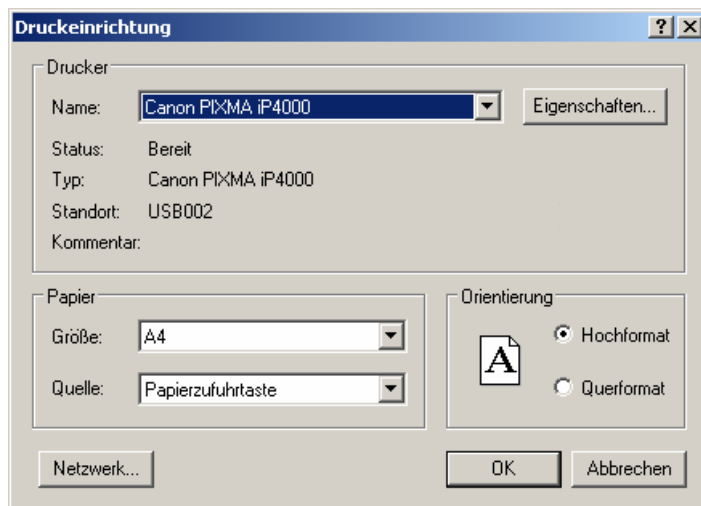 Druckeinrichtung
Drucker
Name: Canon PIXMA iP4000 Eigenschaften...
Status: Bereit
Typ: Canon PIXMA iP4000
Standort: USB002
Kommentar:
Papier
Größe: A4
Quelle: Papierzufuhrtaste
Orientierung
A
Hochformat
Querformat
Netzwerk... OK Abbrechen